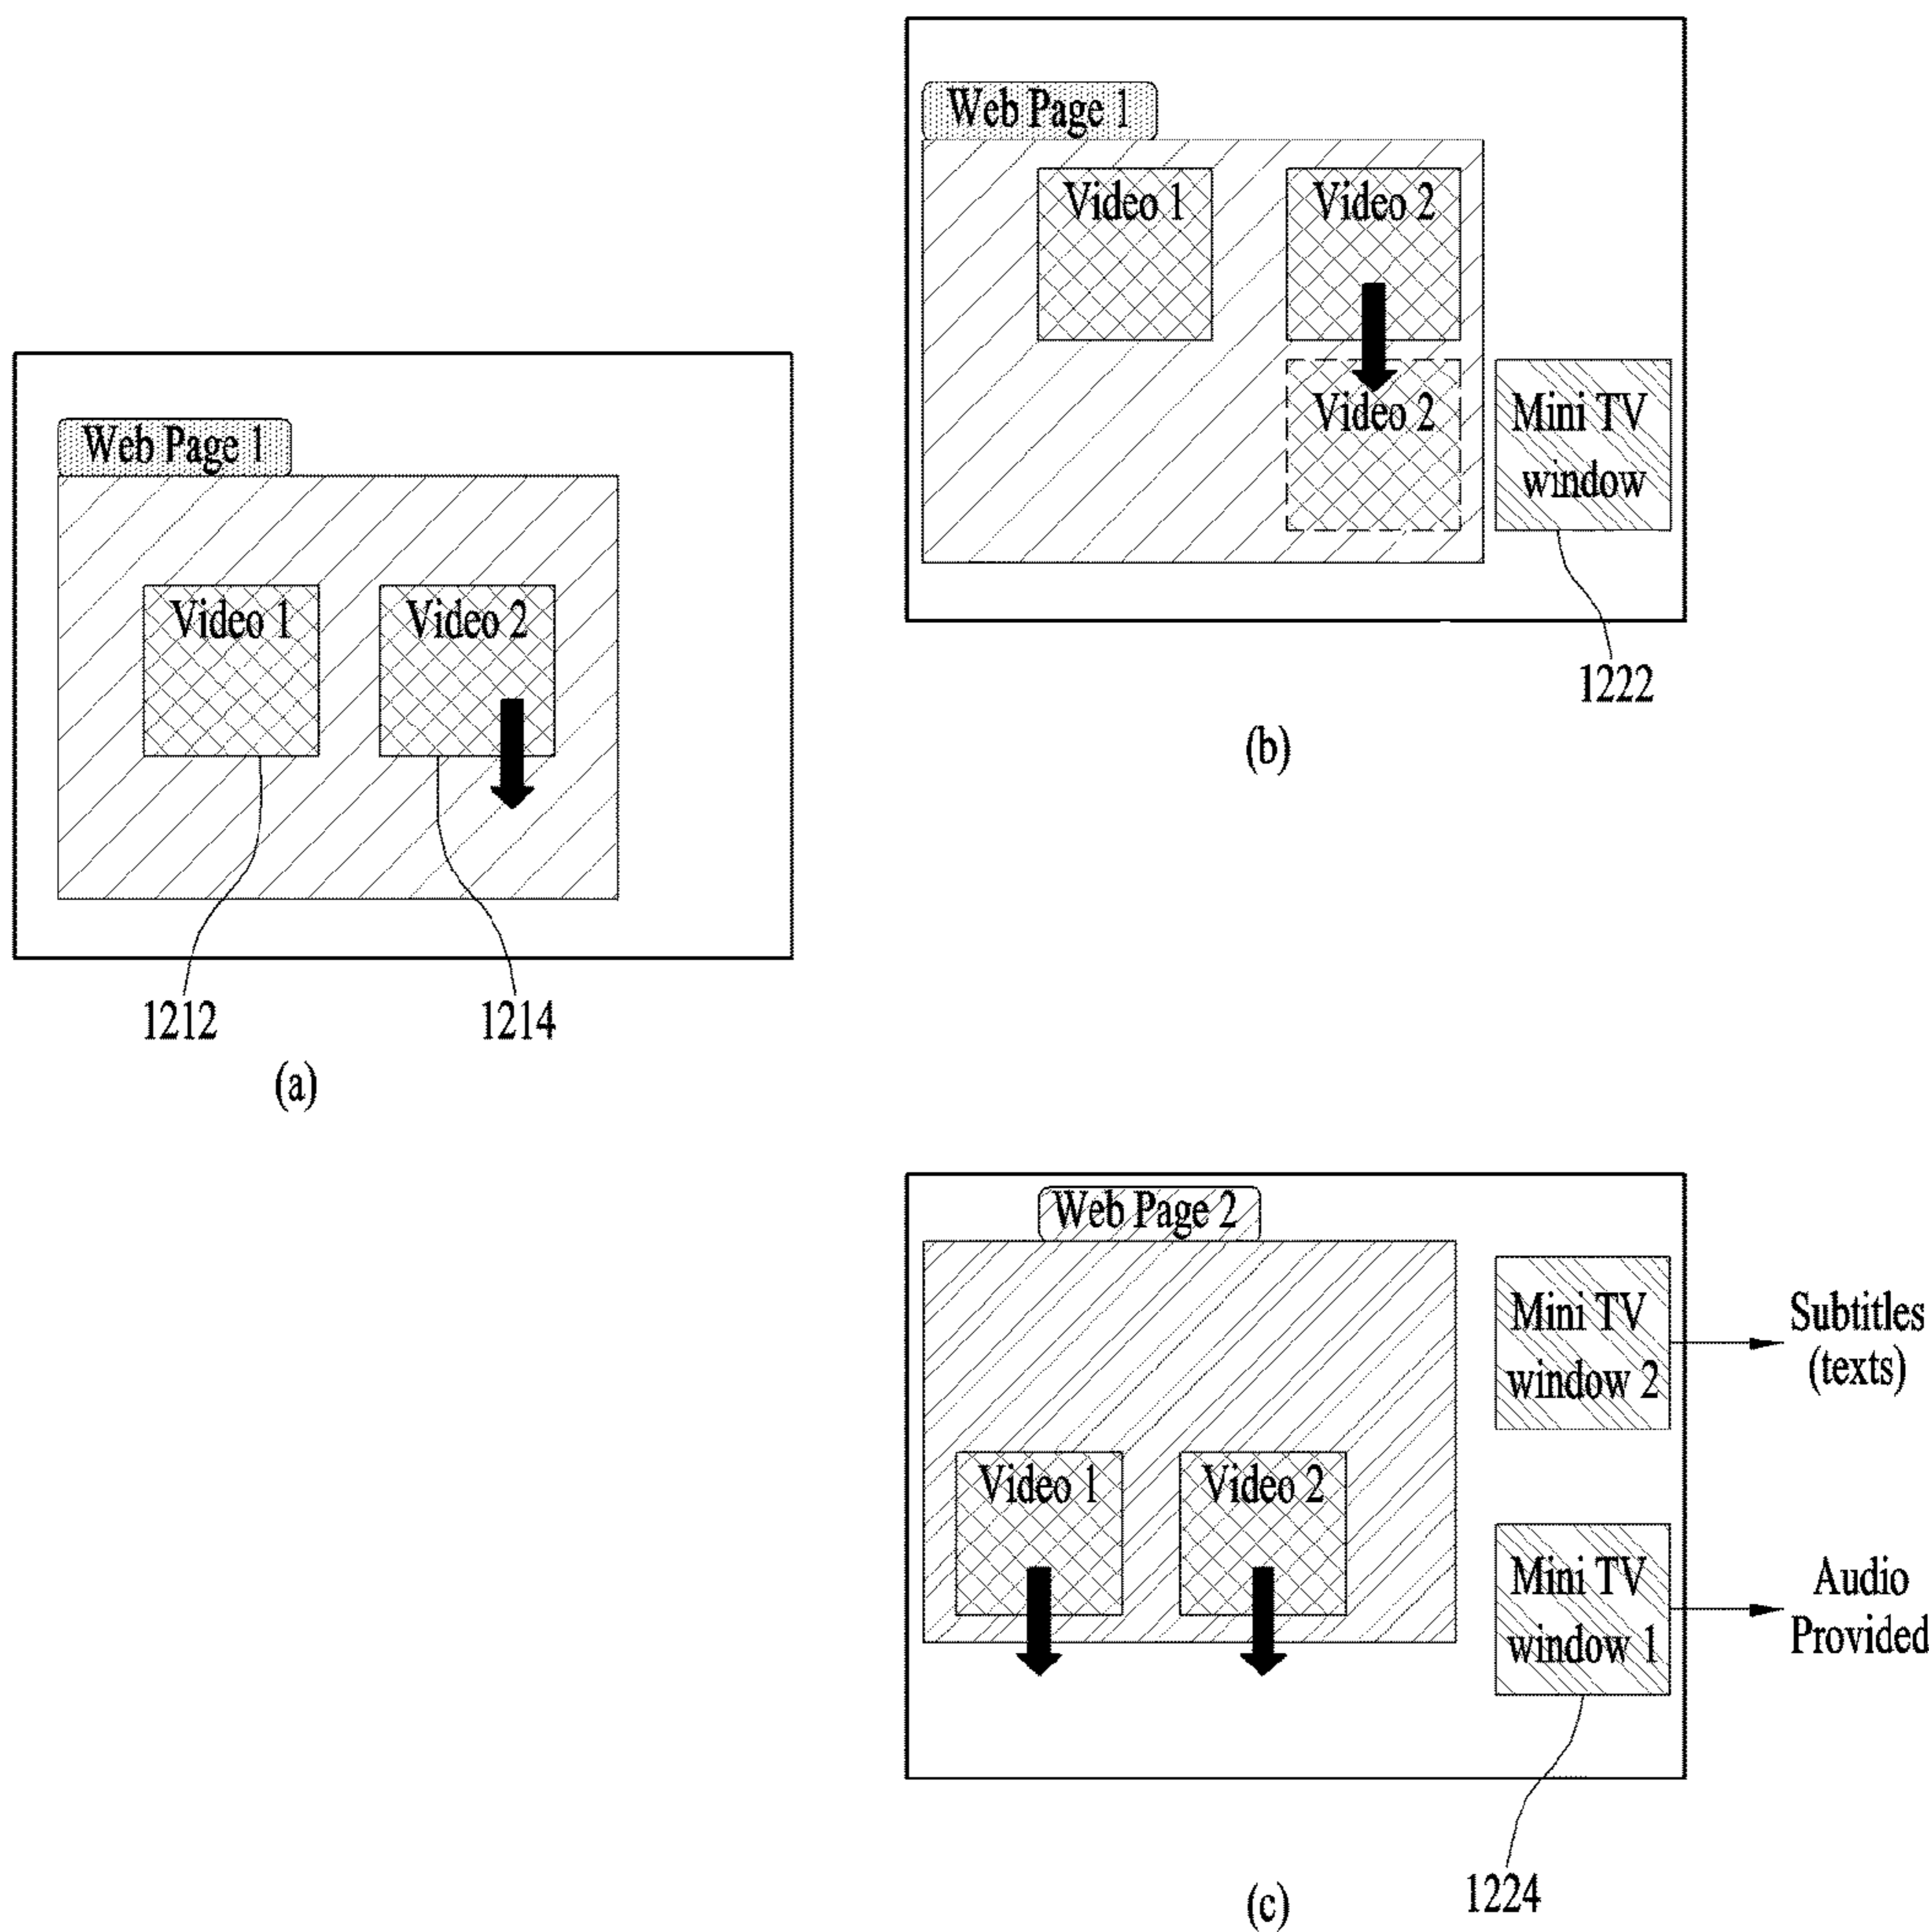 Web Page 1
Video 1
Video 2
1212
1214
(a)
Web Page 1
Video 1
Video 2
Video 2
Mini TV
window
1222
(b)
Web Page 2
Video 1
Video 2
Mini TV
window 2
Subtitles
(texts)
Mini TV
window 1
Audio
Provided
1224
(c)